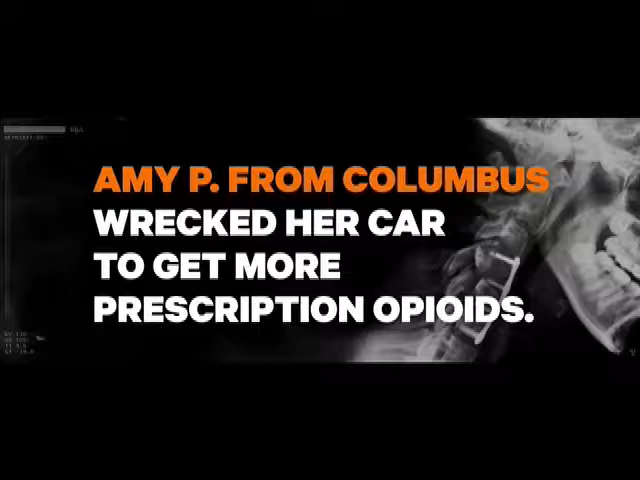 AMY P. FROM COLUMBUS
WRECKED HER CAR
TO GET MORE
PRESCRIPTION OPIOIDS.